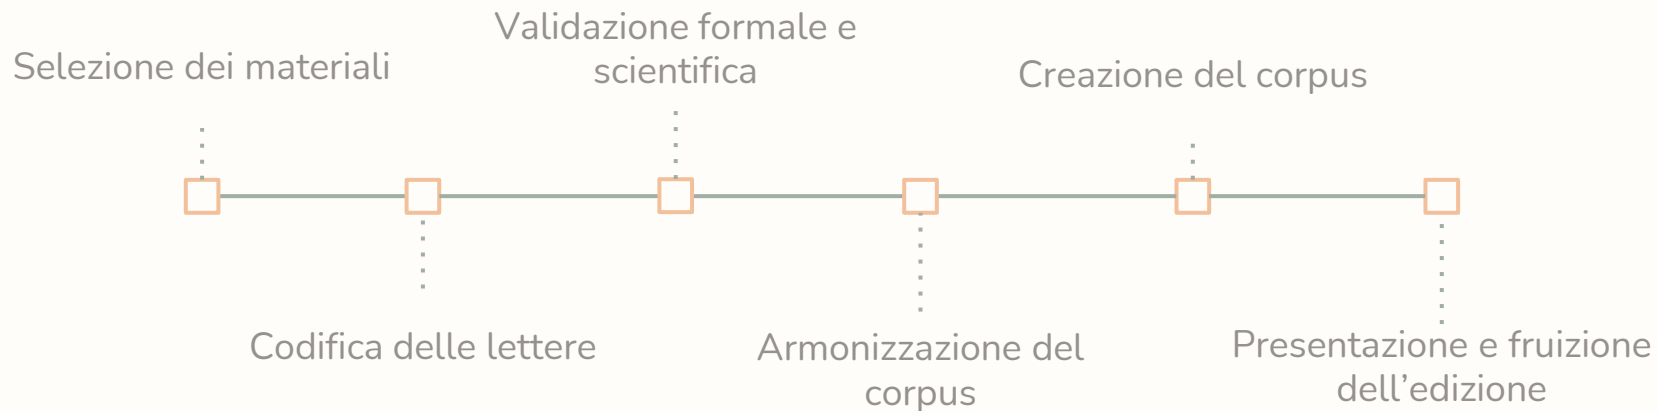 Selezione dei materiali
Codifica delle lettere
Validazione formale e
scientifica
Armonizzazione del
corpus
Creazione del corpus
Presentazione e fruizione
dell’edizione